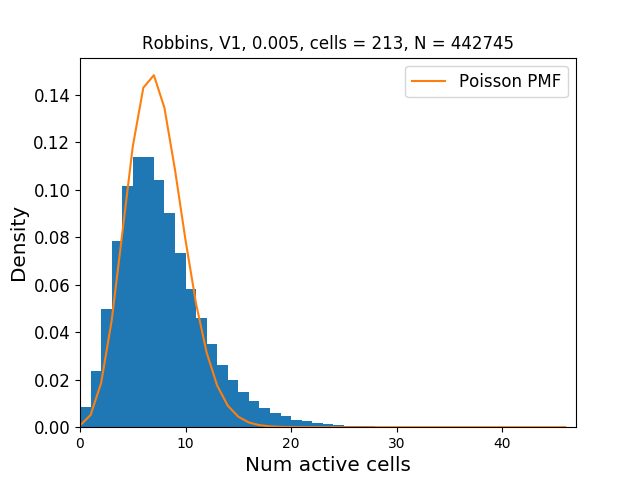 Robbins, V1, 0.005, cells = 213, N = 442745
Poisson PMF
Density
0.14
0.12
0.10
0.08
0.06
0.04
0.02
0.00
0 10 20 30 40
Num active cells